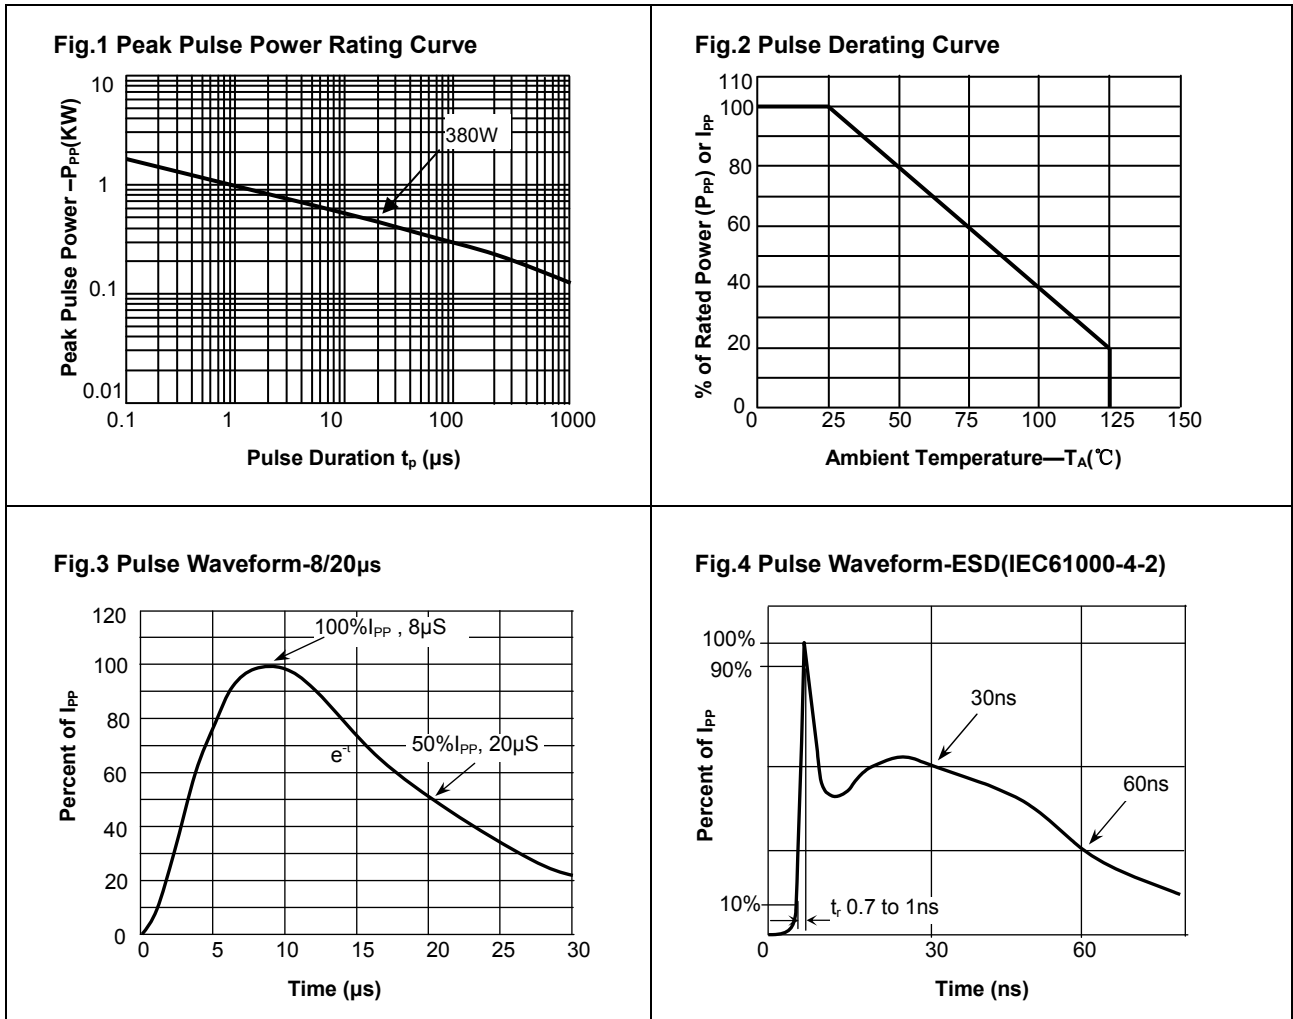 Fig.1 Peak Pulse Power Rating Curve
Peak Pulse Power –PPP(KW)
10
1
0.1
0.01
380W
0.1 1 10 100 1000
Pulse Duration tp (µs)
Fig.2 Pulse Derating Curve
% of Rated Power (PPP) or IPP
110
100
80
60
40
20
0
25 50 75 100 125 150
Ambient Temperature—TA(℃)
Fig.3 Pulse Waveform-8/20µs
Percent of IPP
120
100
80
60
40
20
0
100%IPP , 8µS
e-t
50%IPP, 20µS
0 5 10 15 20 25 30
Time (µs)
Fig.4 Pulse Waveform-ESD(IEC61000-4-2)
Percent of IPP
100%
90%
10%
30ns
60ns
tr 0.7 to 1ns
0 30 60
Time (ns)